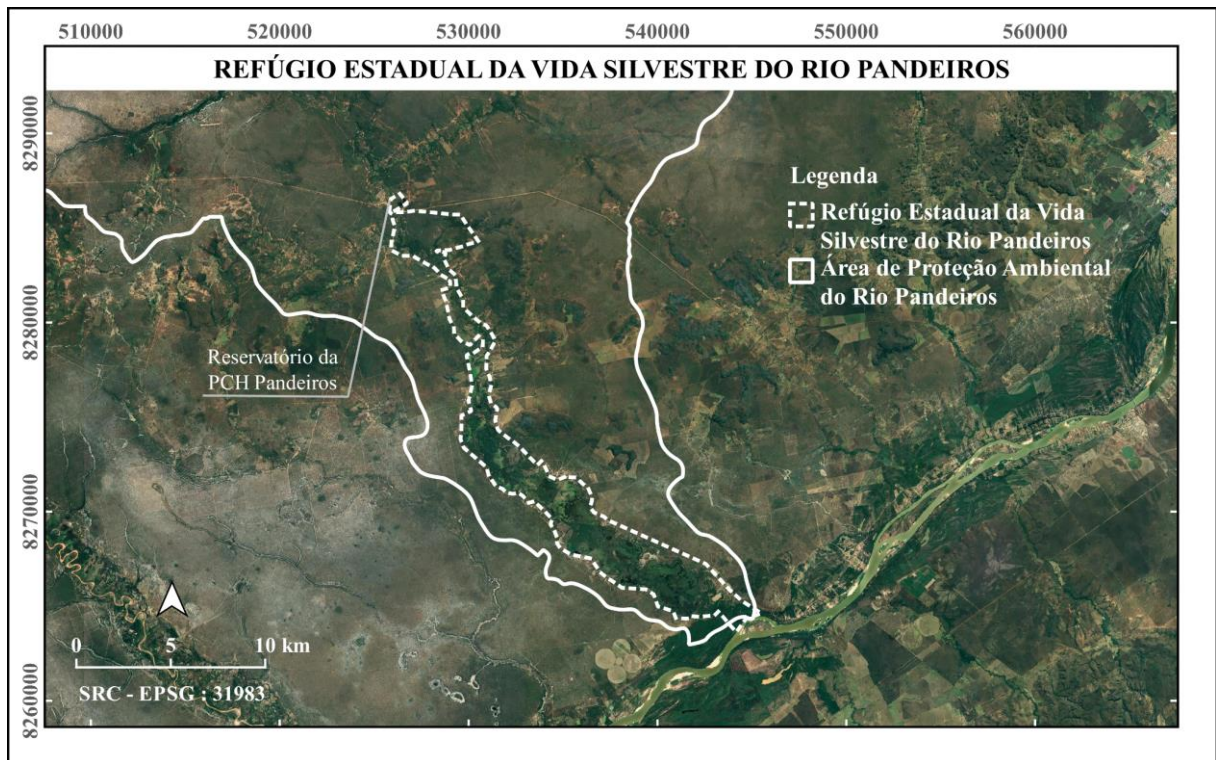 510000 520000 530000 540000 550000 560000
REFÚGIO ESTADUAL DA VIDA SILVESTRE DO RIO PANDEIROS
8290000
Legenda
Refúgio Estadual da Vida
Silvestre do Rio Pandeiros
Área de Proteção Ambiental
do Rio Pandeiros
8280000
Reservatório da
PCH Pandeiros
8270000
0 5 10 km
SRC - EPSG : 31983
8260000